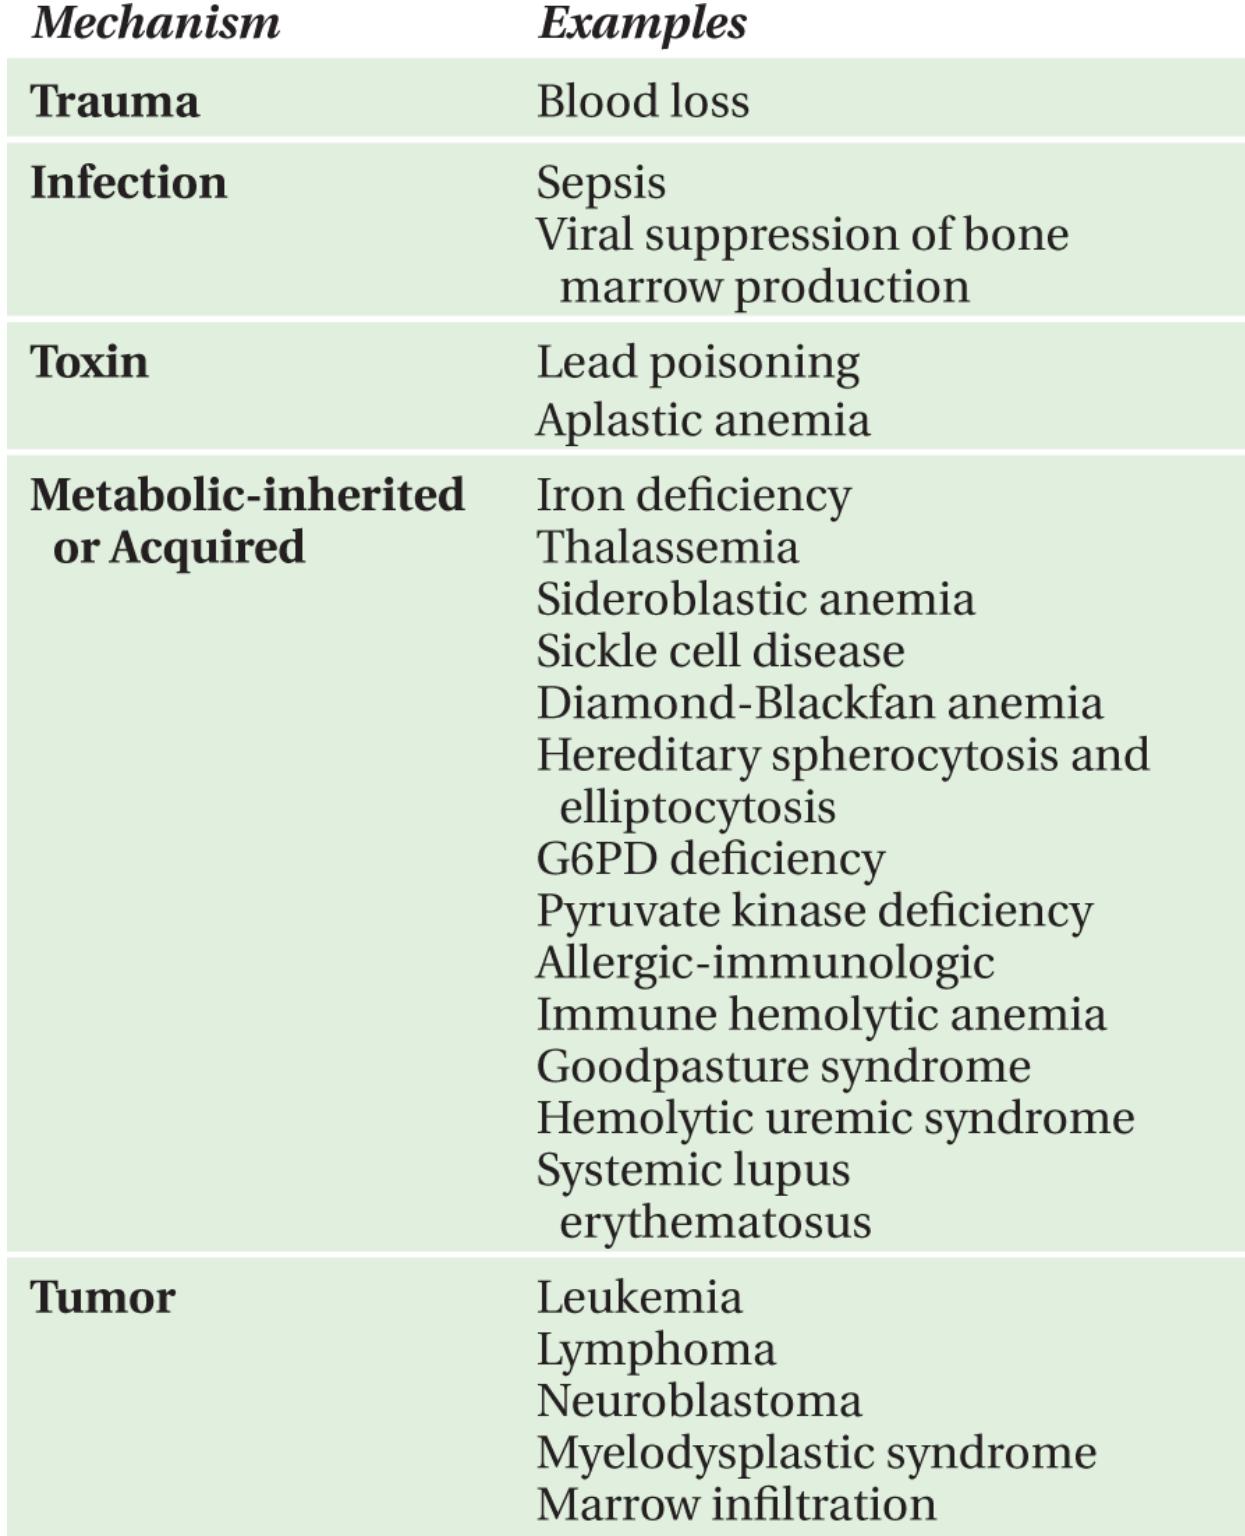 Mechanism Examples
Trauma Blood loss
Infection Sepsis
Viral suppression of bone
marrow production
Toxin Lead poisoning
Aplastic anemia
Metabolic-inherited Iron deficiency
or Acquired Thalassemia
Sideroblastic anemia
Sickle cell disease
Diamond-Blackfan anemia
Hereditary spherocytosis and
elliptocytosis
G6PD deficiency
Pyruvate kinase deficiency
Allergic-immunologic
Immune hemolytic anemia
Goodpasture syndrome
Hemolytic uremic syndrome
Systemic lupus
erythematosus
Tumor Leukemia
Lymphoma
Neuroblastoma
Myelodysplastic syndrome
Marrow infiltration